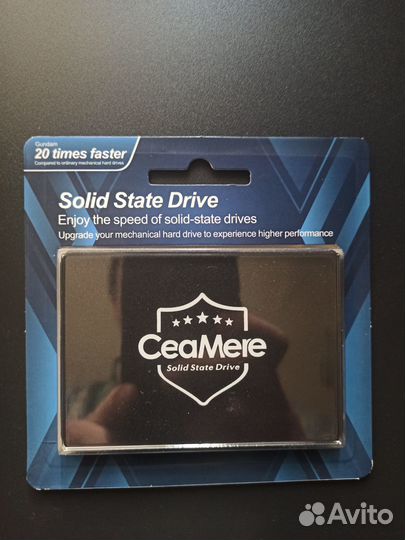 Gundam
20 times faster
Compared to ordinary mechanical hard drives
Solid State Drive
Enjoy the speed of solid-state drives
Upgrade your mechanical hard drive to experience higher performance
CeaMere
Solid State Drive
Avito